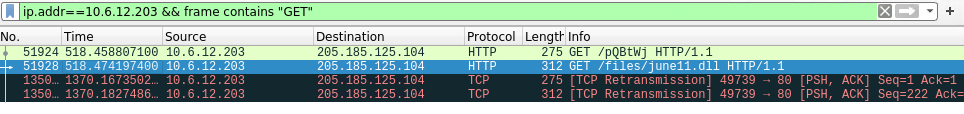 ip.addr==10.6.12.203 && frame contains "GET"
No. Time Source Destination Protocol Length Info
51924 518.458807100 10.6.12.203 205.185.125.104 HTTP 275 GET /pQBtWj HTTP/1.1
51928 518.474197400 10.6.12.203 205.185.125.104 HTTP 312 GET /files/june11.dll HTTP/1.1
1350… 1370.1673502… 10.6.12.203 205.185.125.104 TCP 275 [TCP Retransmission] 49739 → 80 [PSH, ACK] Seq=1 Ack=1
1350… 1370.1827486… 10.6.12.203 205.185.125.104 TCP 312 [TCP Retransmission] 49739 → 80 [PSH, ACK] Seq=222 Ack=